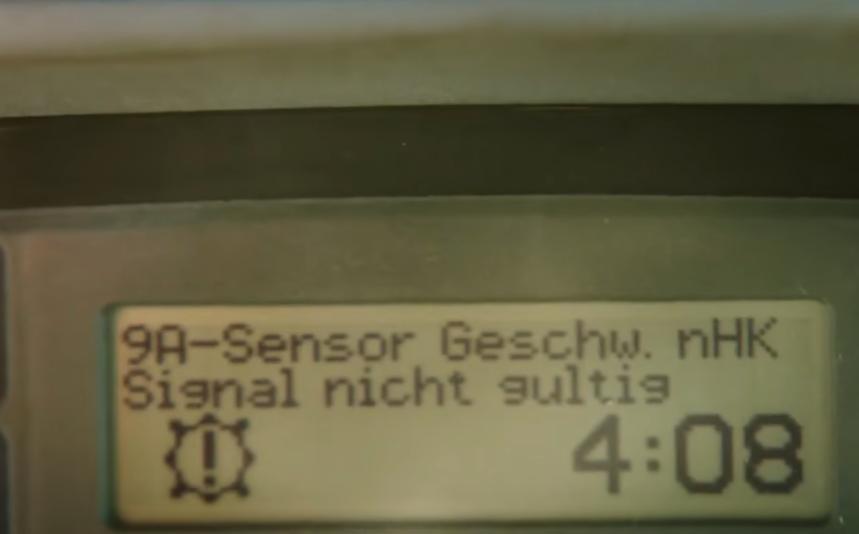 9A-Sensor Geschw. nHK
Signal nicht gultig
4:08